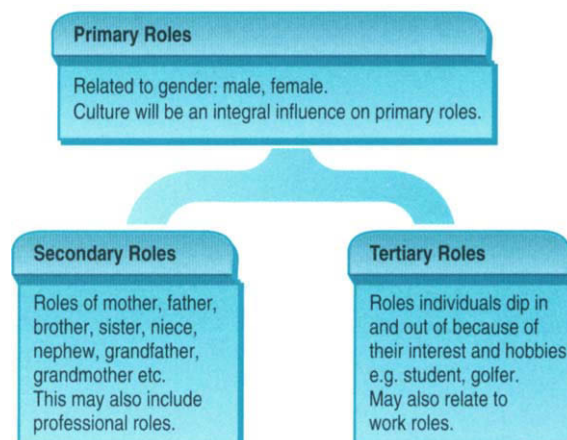 Primary Roles
Related to gender: male, female.
Culture will be an integral influence on primary roles.
Secondary Roles
Roles of mother, father,
brother, sister, niece,
nephew, grandfather,
grandmother etc.
This may also include
professional roles.
Tertiary Roles
Roles individuals dip in
and out of because of
their interest and hobbies
e.g. student, golfer.
May also relate to
work roles.